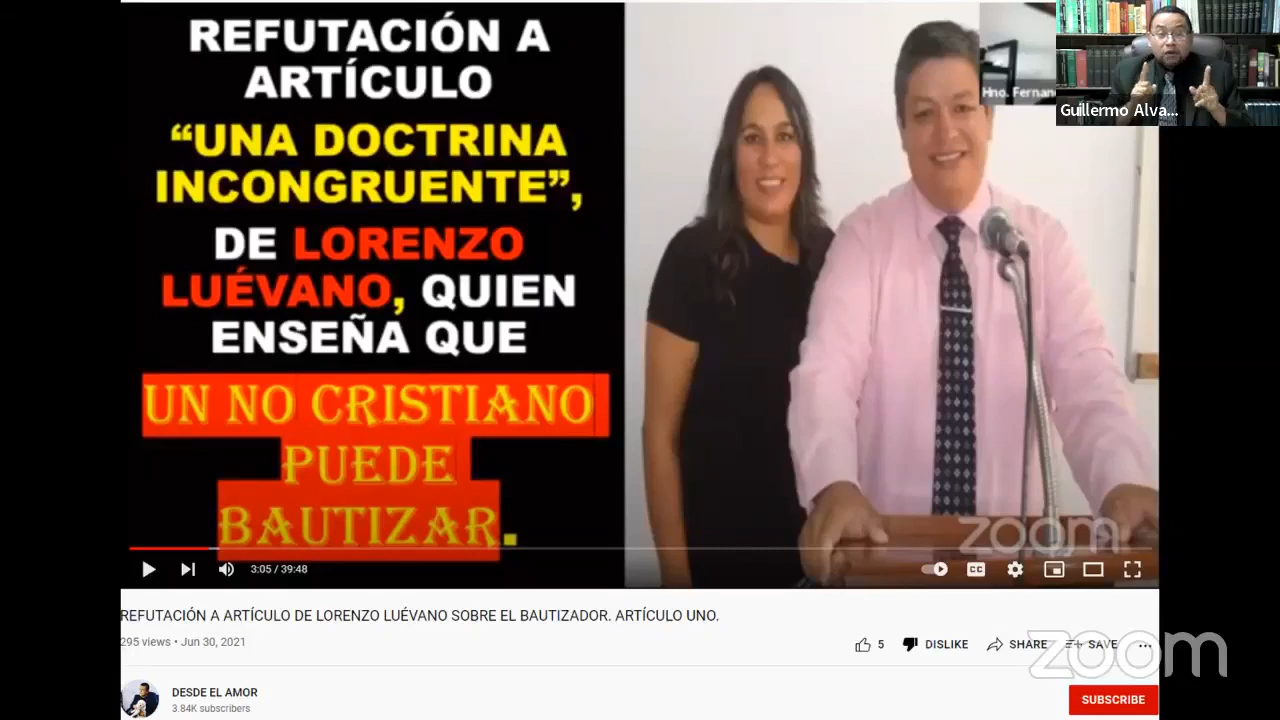 REFUTACIÓN A
ARTÍCULO
“UNA DOCTRINA
INCONGRUENTE”,
DE LORENZO
LUÉVANO, QUIEN
ENSEÑA QUE
UN NO CRISTIANO
PUEDE
BAUTIZAR.
Hno. Fernan
Guillermo Alva...
zoom
3:05 / 39:48
CC
REFUTACIÓN A ARTÍCULO DE LORENZO LUÉVANO SOBRE EL BAUTIZADOR. ARTÍCULO UNO.
295 views • Jun 30, 2021
5 DISLIKE SHARE SAVE ...
zoom
DESDE EL AMOR
3.84K subscribers
SUBSCRIBE